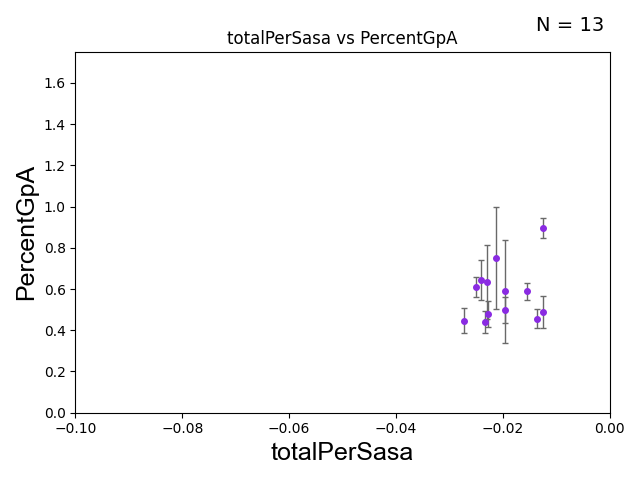 N = 13
totalPerSasa vs PercentGpA
PercentGpA
1.6
1.4
1.2
1.0
0.8
0.6
0.4
0.2
0.0
−0.10 −0.08 −0.06 −0.04 −0.02 0.00
totalPerSasa